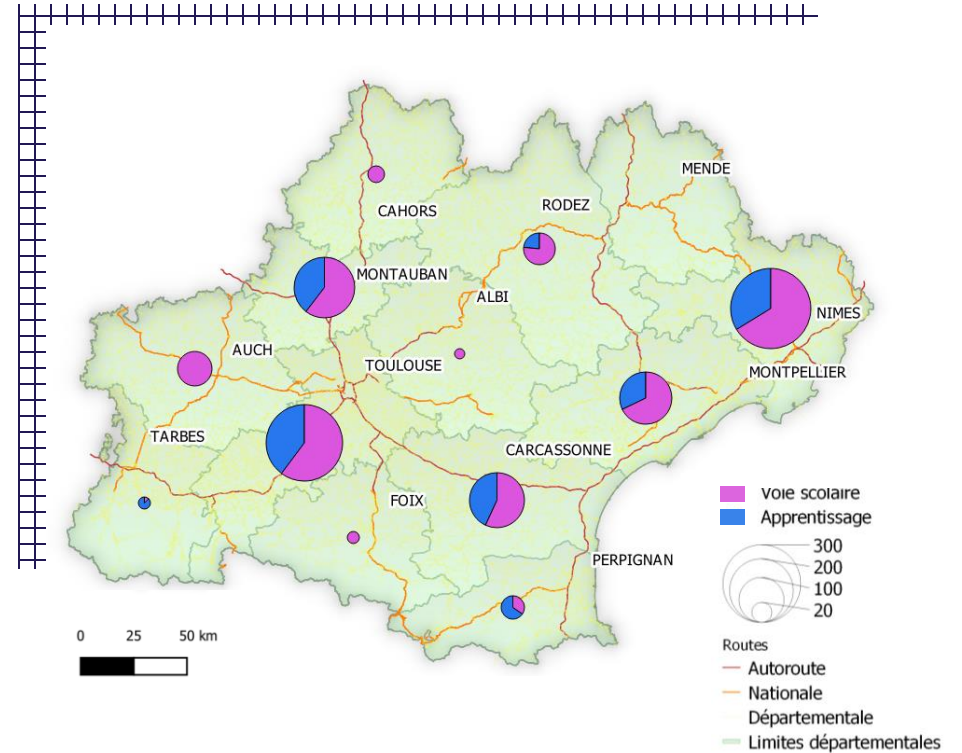 MENDE
RODEZ
CAHORS
MONTAUBAN
ALBI
NIMES
AUCH
TOULOUSE
MONTPELLIER
TARBES
CARCASSONNE
FOIX
PERPIGNAN
Voie scolaire
Apprentissage
300
200
100
20
0 25 50 km
Routes
Autoroute
Nationale
Départementale
Limites départementales